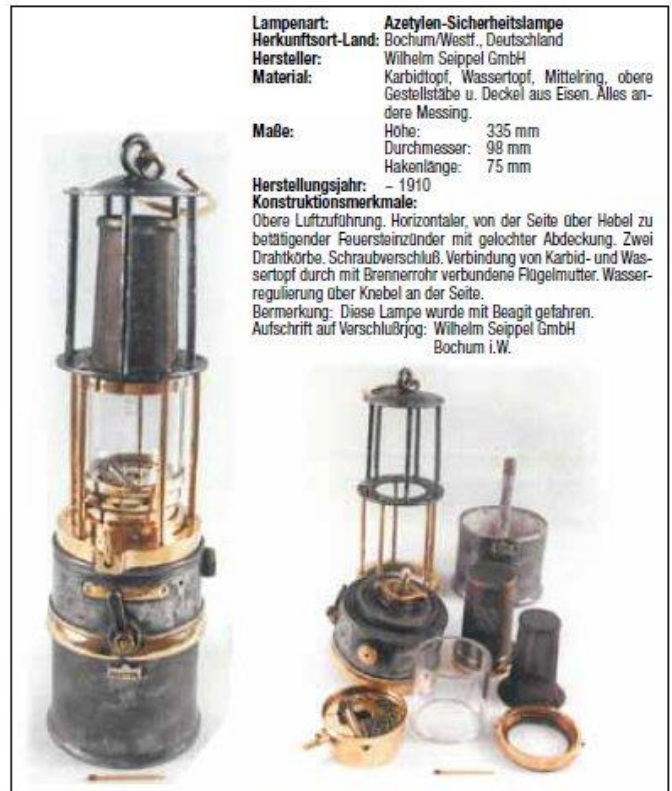 Lampenart: Azetylen-Sicherheitslampe
Herkunftsort-Land: Bochum/Westf., Deutschland
Hersteller: Wilhelm Seippel GmbH
Material: Karbidtopf, Wassertopf, Mittelring, obere
Gestellstäbe u. Deckel aus Eisen. Alles an-
dere Messing.
Maße: Höhe: 335 mm
Durchmesser: 98 mm
Hakenlänge: 75 mm
Herstellungsjahr: ~ 1910
Konstruktionsmerkmale:
Obere Luftzuführung. Horizontaler, von der Seite über Hebel zu
betätigender Feuersteinzünder mit gelochter Abdeckung. Zwei
Drahtkörbe. Schraubverschluß. Verbindung von Karbid- und Was-
sertopf durch mit Brennerrohr verbundene Flügelmutter. Wasser-
regulierung über Knebel an der Seite.
Bermerkung: Diese Lampe wurde mit Beagit gefahren.
Aufschrift auf Verschlußrjog: Wilhelm Seippel GmbH
Bochum i.W.